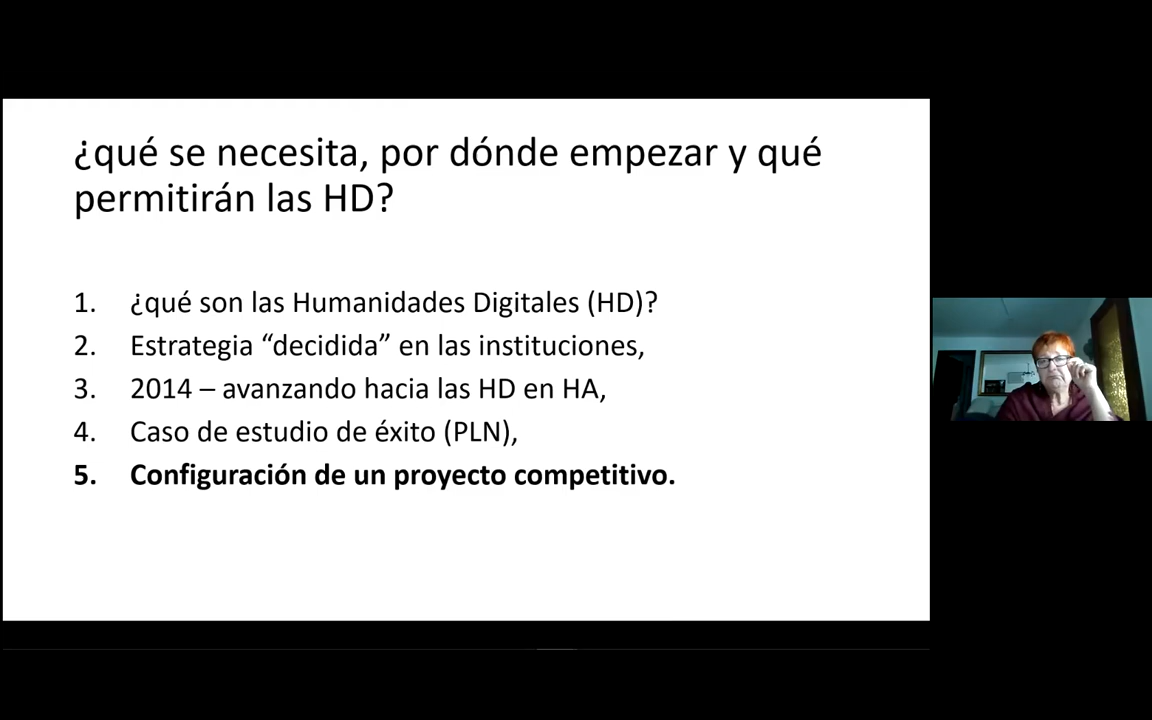 ¿qué se necesita, por dónde empezar y qué
permitirán las HD?
1. ¿qué son las Humanidades Digitales (HD)?
2. Estrategia “decidida” en las instituciones,
3. 2014 – avanzando hacia las HD en HA,
4. Caso de estudio de éxito (PLN),
5. Configuración de un proyecto competitivo.